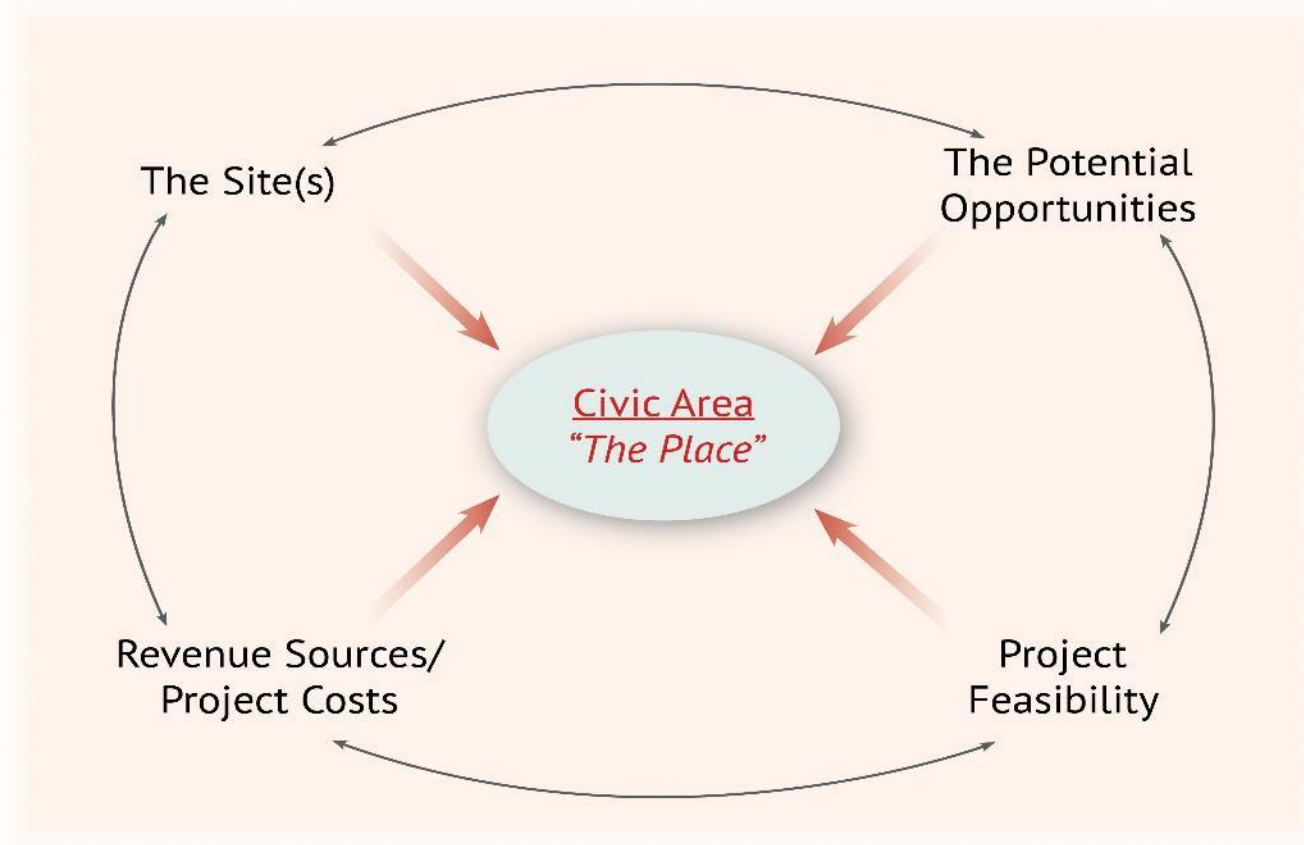 The Site(s)
The Potential
Opportunities
Civic Area
“The Place”
Revenue Sources/
Project Costs
Project
Feasibility